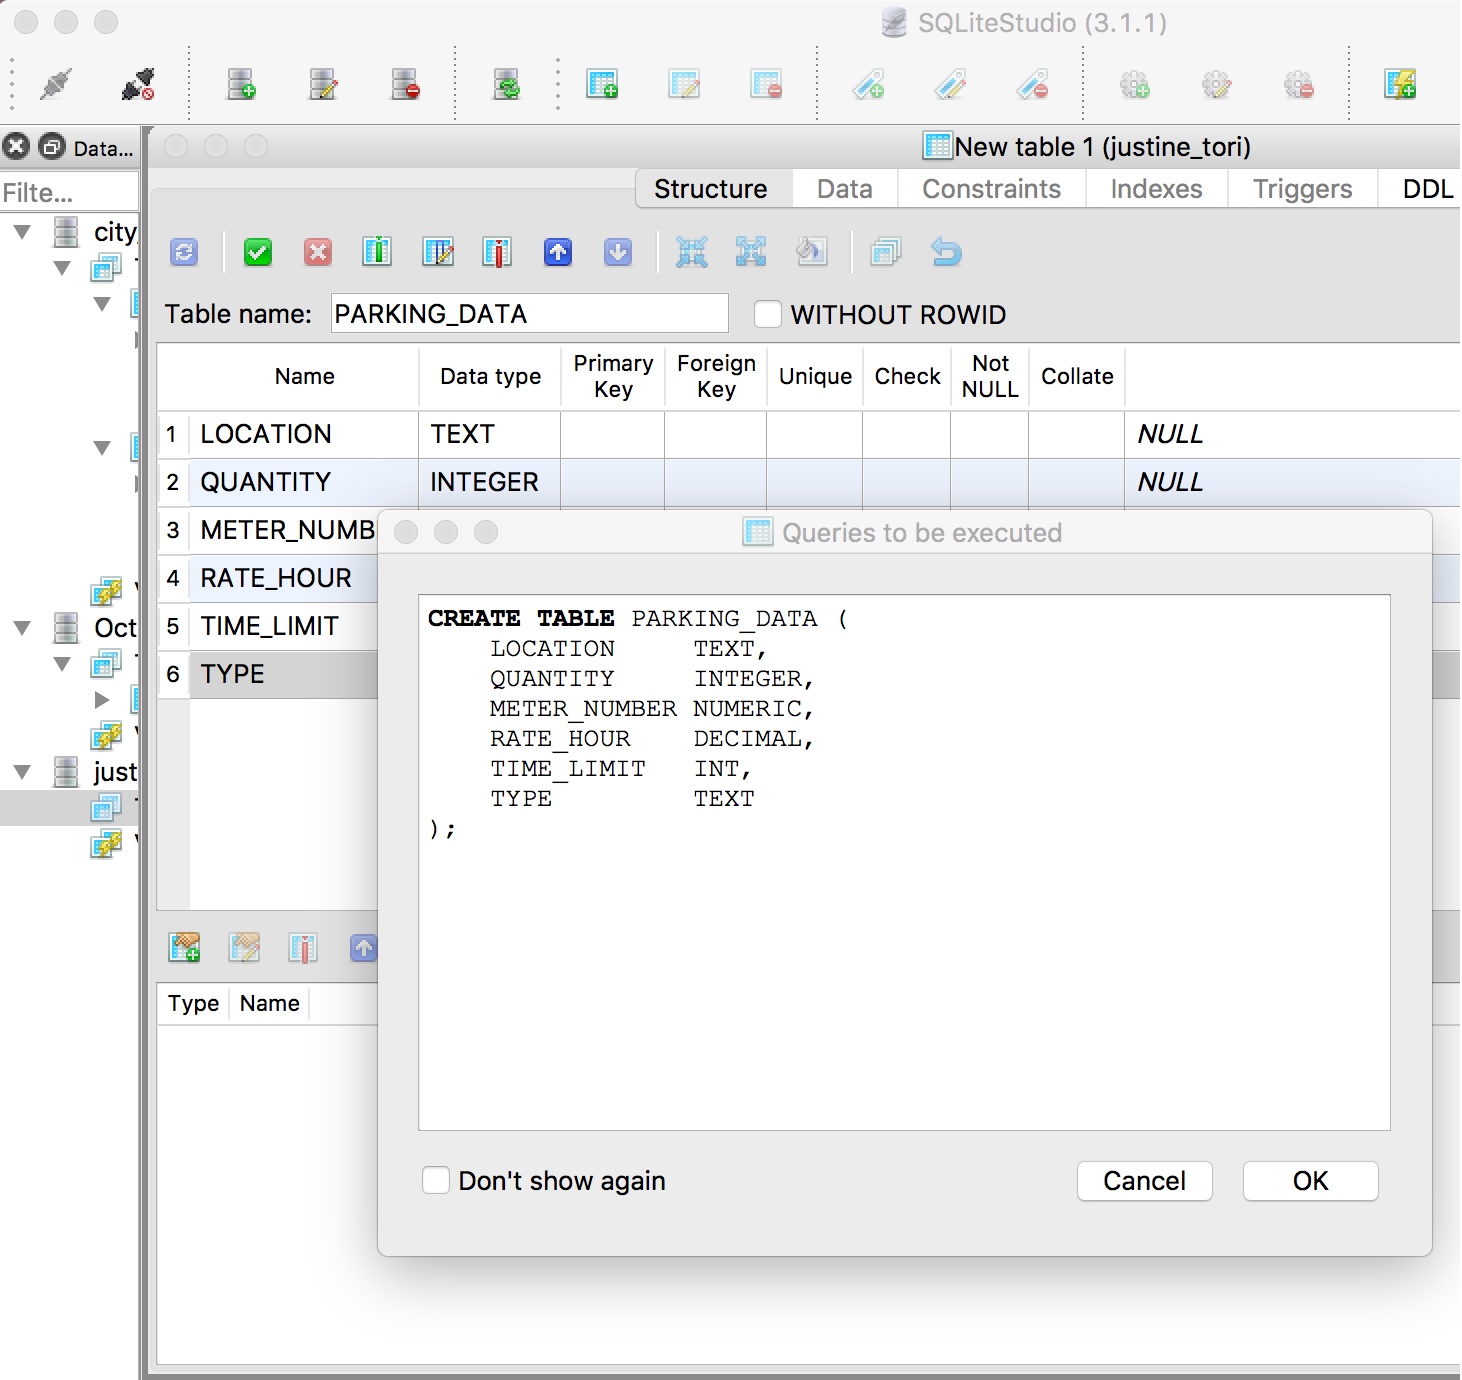 SQLiteStudio (3.1.1)
Data...
New table 1 (justine_tori)
Filte...
Structure
Data
Constraints
Indexes
Triggers
DDL
city
Oct
just
Table name:
PARKING_DATA
WITHOUT ROWID
Name
Data type
Primary
Key
Foreign
Key
Unique
Check
Not
NULL
Collate
1 LOCATION TEXT NULL
2 QUANTITY INTEGER NULL
3 METER_NUMB
4 RATE_HOUR
5 TIME_LIMIT
6 TYPE
Type
Name
Queries to be executed
CREATE TABLE PARKING_DATA (
LOCATION TEXT,
QUANTITY INTEGER,
METER_NUMBER NUMERIC,
RATE_HOUR DECIMAL,
TIME_LIMIT INT,
TYPE TEXT
);
Don't show again
Cancel
OK